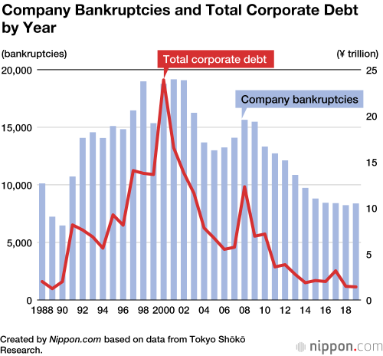 Company Bankruptcies and Total Corporate Debt
by Year
(bankruptcies)
(¥ trillion)
Total corporate debt
Company bankruptcies
20,000
15,000
10,000
5,000
0
25
20
15
10
5
0
1988 90 92 94 96 98 2000 02 04 06 08 10 12 14 16 18
Created by Nippon.com based on data from Tokyo Shōkō
Research.
nippon.com